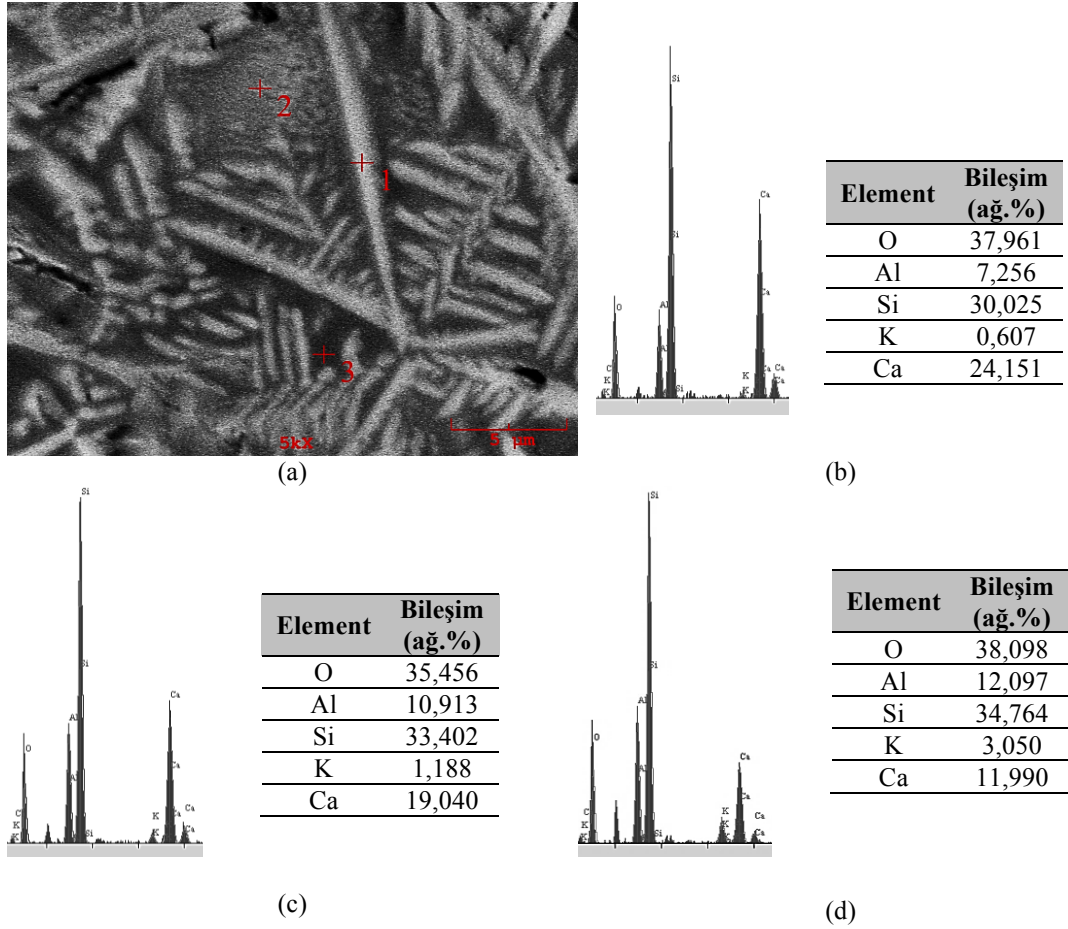 2
1
3
5kX
5 µm
(a)
Si
Si
Ca
Ca
O
Al
Al
C
K
K
Si
K
K
Ca
Ca
Ca
Element Bileşim (ağ.%)
O 37,961
Al 7,256
Si 30,025
K 0,607
Ca 24,151
(b)
Si
Si
Ca
O
Al
Al
C
K
K
Si
K
K
Ca
Ca
Ca
Element Bileşim (ağ.%)
O 35,456
Al 10,913
Si 33,402
K 1,188
Ca 19,040
(c)
Si
Si
O
Al
Al
C
K
K
Si
K
K
Ca
Ca
Ca
Ca
Element Bileşim (ağ.%)
O 38,098
Al 12,097
Si 34,764
K 3,050
Ca 11,990
(d)